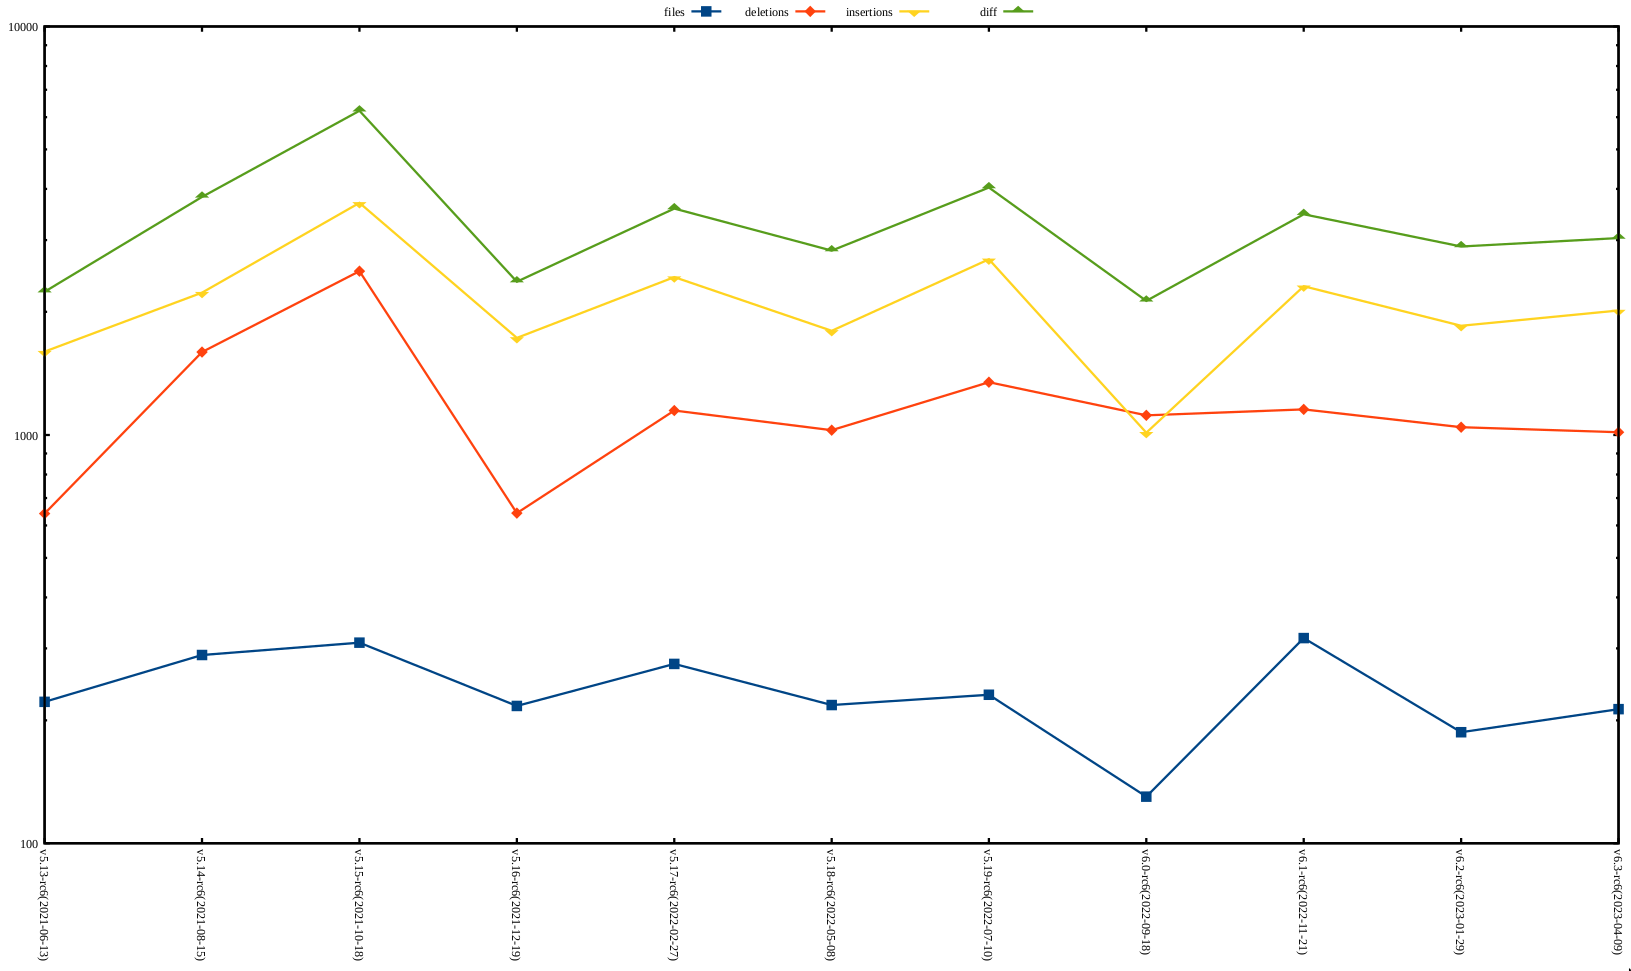 files deletions insertions diff
10000
1000
100
v5.13-rc6(2021-06-13)
v5.14-rc6(2021-08-15)
v5.15-rc6(2021-10-18)
v5.16-rc6(2021-12-19)
v5.17-rc6(2022-02-27)
v5.18-rc6(2022-05-08)
v5.19-rc6(2022-07-10)
v6.0-rc6(2022-09-18)
v6.1-rc6(2022-11-21)
v6.2-rc6(2023-01-29)
v6.3-rc6(2023-04-09)